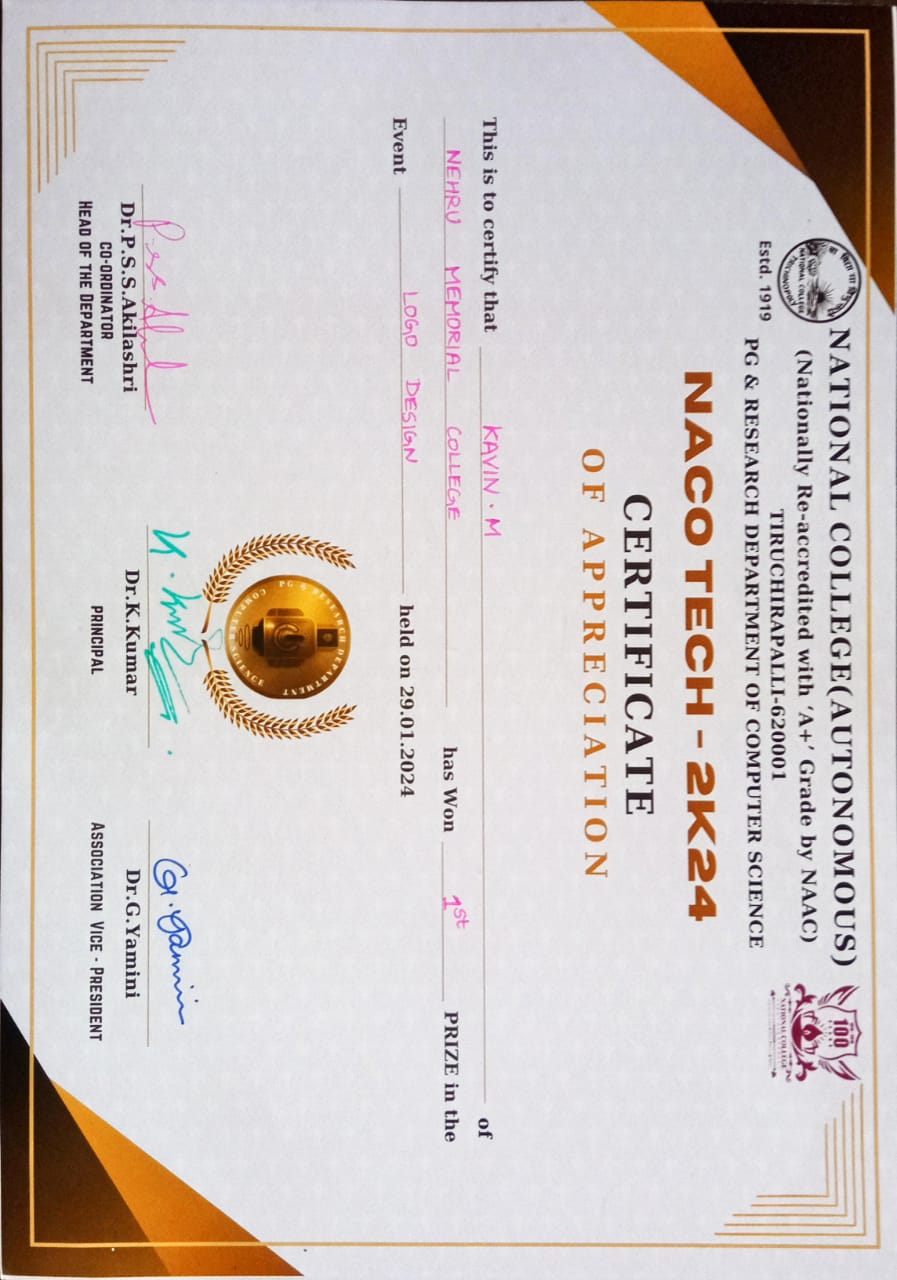 NATIONAL COLLEGE(AUTONOMOUS)
(Nationally Re-accredited with ‘A+’ Grade by NAAC)
TIRUCHIRAPALLI-620001
PG & RESEARCH DEPARTMENT OF COMPUTER SCIENCE
NATIONAL COLLEGE
TRICHINOPOLY
Estd. 1919
100
YEARS
NATIONAL COLLEGE
NACO TECH - 2K24
CERTIFICATE
OF APPRECIATION
This is to certify that KAVIN . M of
NEHRU MEMORIAL COLLEGE has Won 1st PRIZE in the
Event LOGO DESIGN held on 29.01.2024
PG & RESEARCH DEPARTMENT
COMPUTER SCIENCE
P.S.S. Akil K. Kumar G. Yamini
Dr.P.S.S.Akilashri Dr.K.Kumar Dr.G.Yamini
CO-ORDINATOR PRINCIPAL ASSOCIATION VICE - PRESIDENT
HEAD OF THE DEPARTMENT